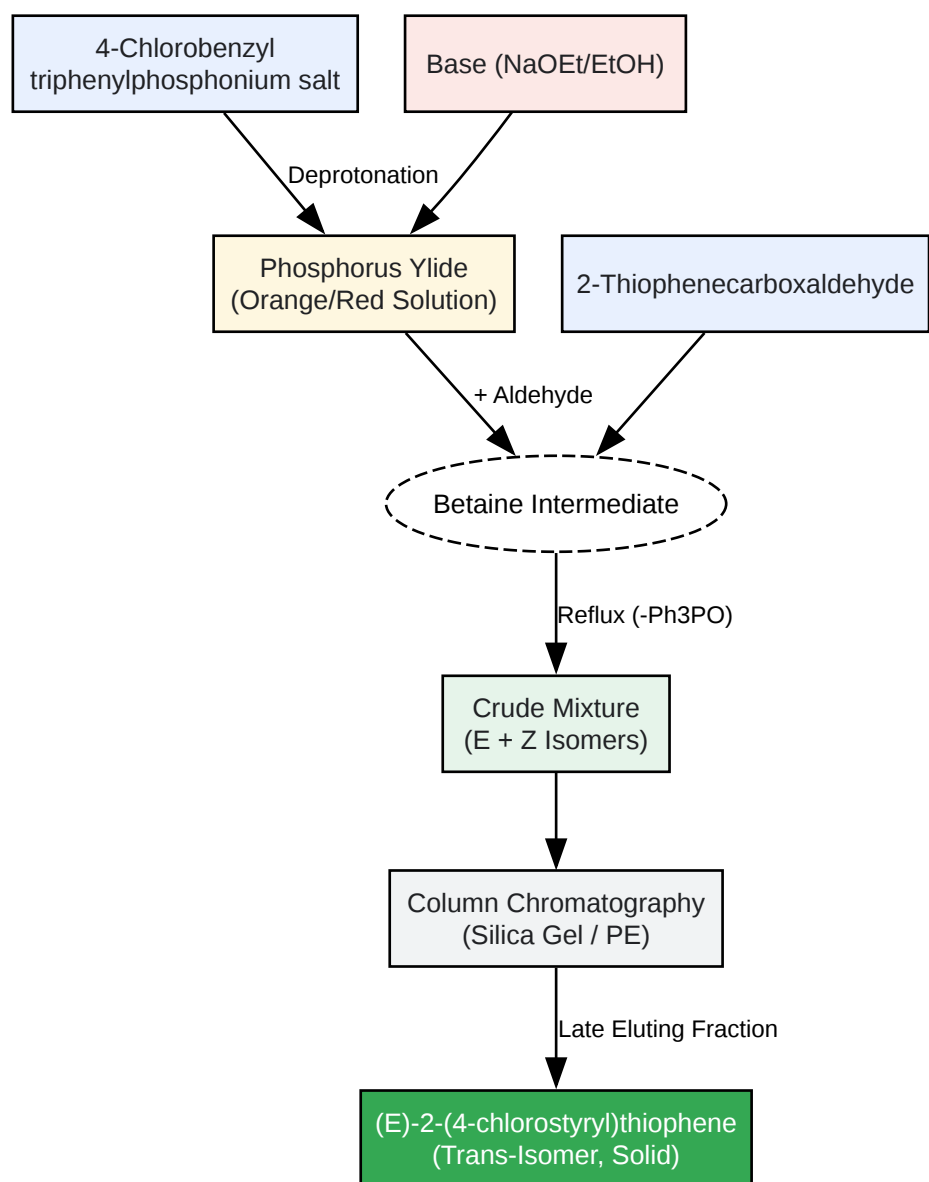 4-Chlorobenzyl
triphenylphosphonium salt
Base (NaOEt/EtOH)
Deprotonation
Phosphorus Ylide
(Orange/Red Solution)
2-Thiophenecarboxaldehyde
+ Aldehyde
Betaine Intermediate
Reflux (-Ph3PO)
Crude Mixture
(E + Z Isomers)
Column Chromatography
(Silica Gel / PE)
Late Eluting Fraction
(E)-2-(4-chlorostyryl)thiophene
(Trans-Isomer, Solid)